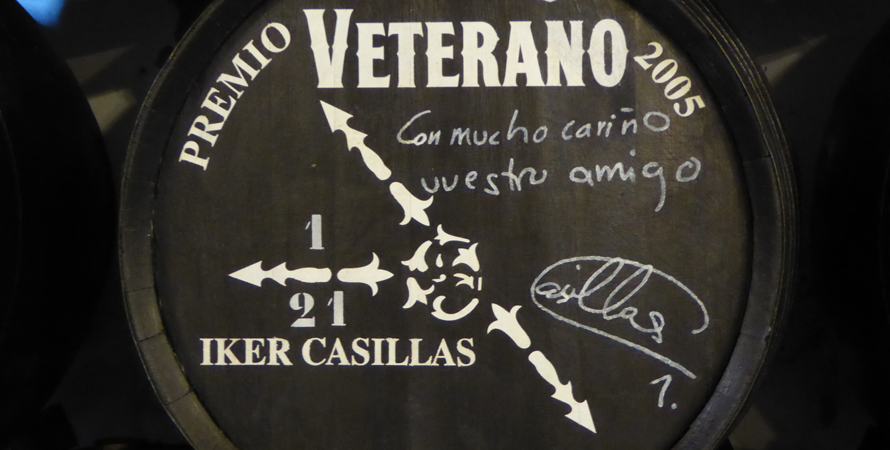 PREMIO VETERANO 2005
Con mucho cariño
vuestro amigo
1
21
IKER CASILLAS
Casillas
1.